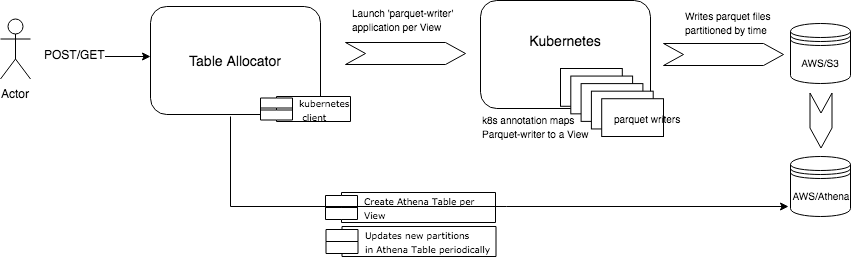 Launch 'parquet-writer'
application per View
Writes parquet files
partitioned by time
POST/GET
Table Allocator
Kubernetes
AWS/S3
Actor
kubernetes
client
k8s annotation maps
Parquet-writer to a View
parquet writers
AWS/Athena
Create Athena Table per
View
Updates new partitions
in Athena Table periodically